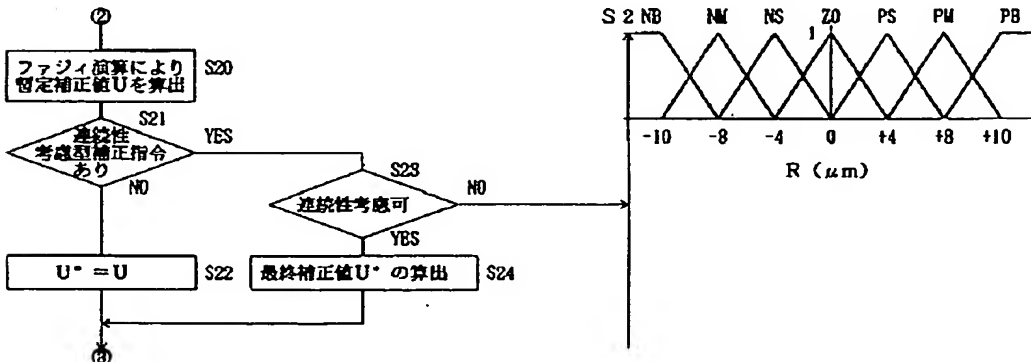 ②
ファジィ演算により
暫定補正値Uを算出
S20
S21
連続性
考慮型補正指令
あり
YES
NO
S23
連続性考慮可
NO
YES
U* =U
S22
最終補正値U* の算出
S24
③
S 2
NB NM NS ZO PS PM PB
1
-10 -8 -4 0 +4 +8 +10
R (μm)